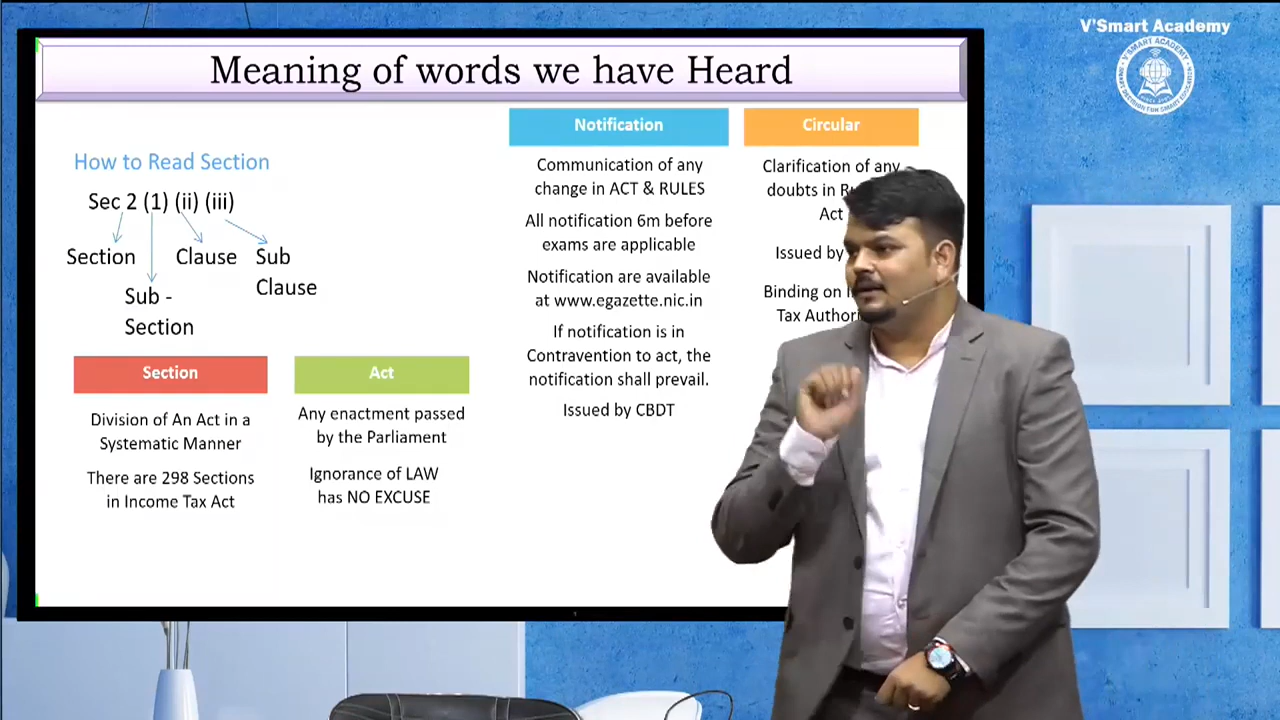 V'Smart Academy
Meaning of words we have Heard
How to Read Section
Sec 2 (1) (ii) (iii)
Section
Clause
Sub
Clause
Sub -
Section
Section
Division of An Act in a
Systematic Manner
There are 298 Sections
in Income Tax Act
Act
Any enactment passed
by the Parliament
Ignorance of LAW
has NO EXCUSE
Notification
Communication of any
change in ACT & RULES
All notification 6m before
exams are applicable
Notification are available
at www.egazette.nic.in
If notification is in
Contravention to act, the
notification shall prevail.
Issued by CBDT
Circular
Clarification of any
doubts in
Act
Issued by
Binding on
Tax